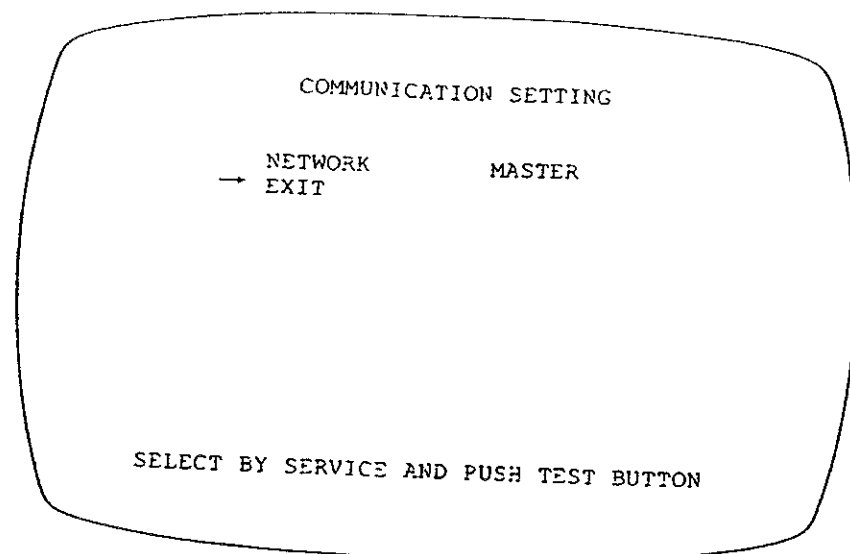 COMMUNICATION SETTING
NETWORK MASTER
→ EXIT
SELECT BY SERVICE AND PUSH TEST BUTTON